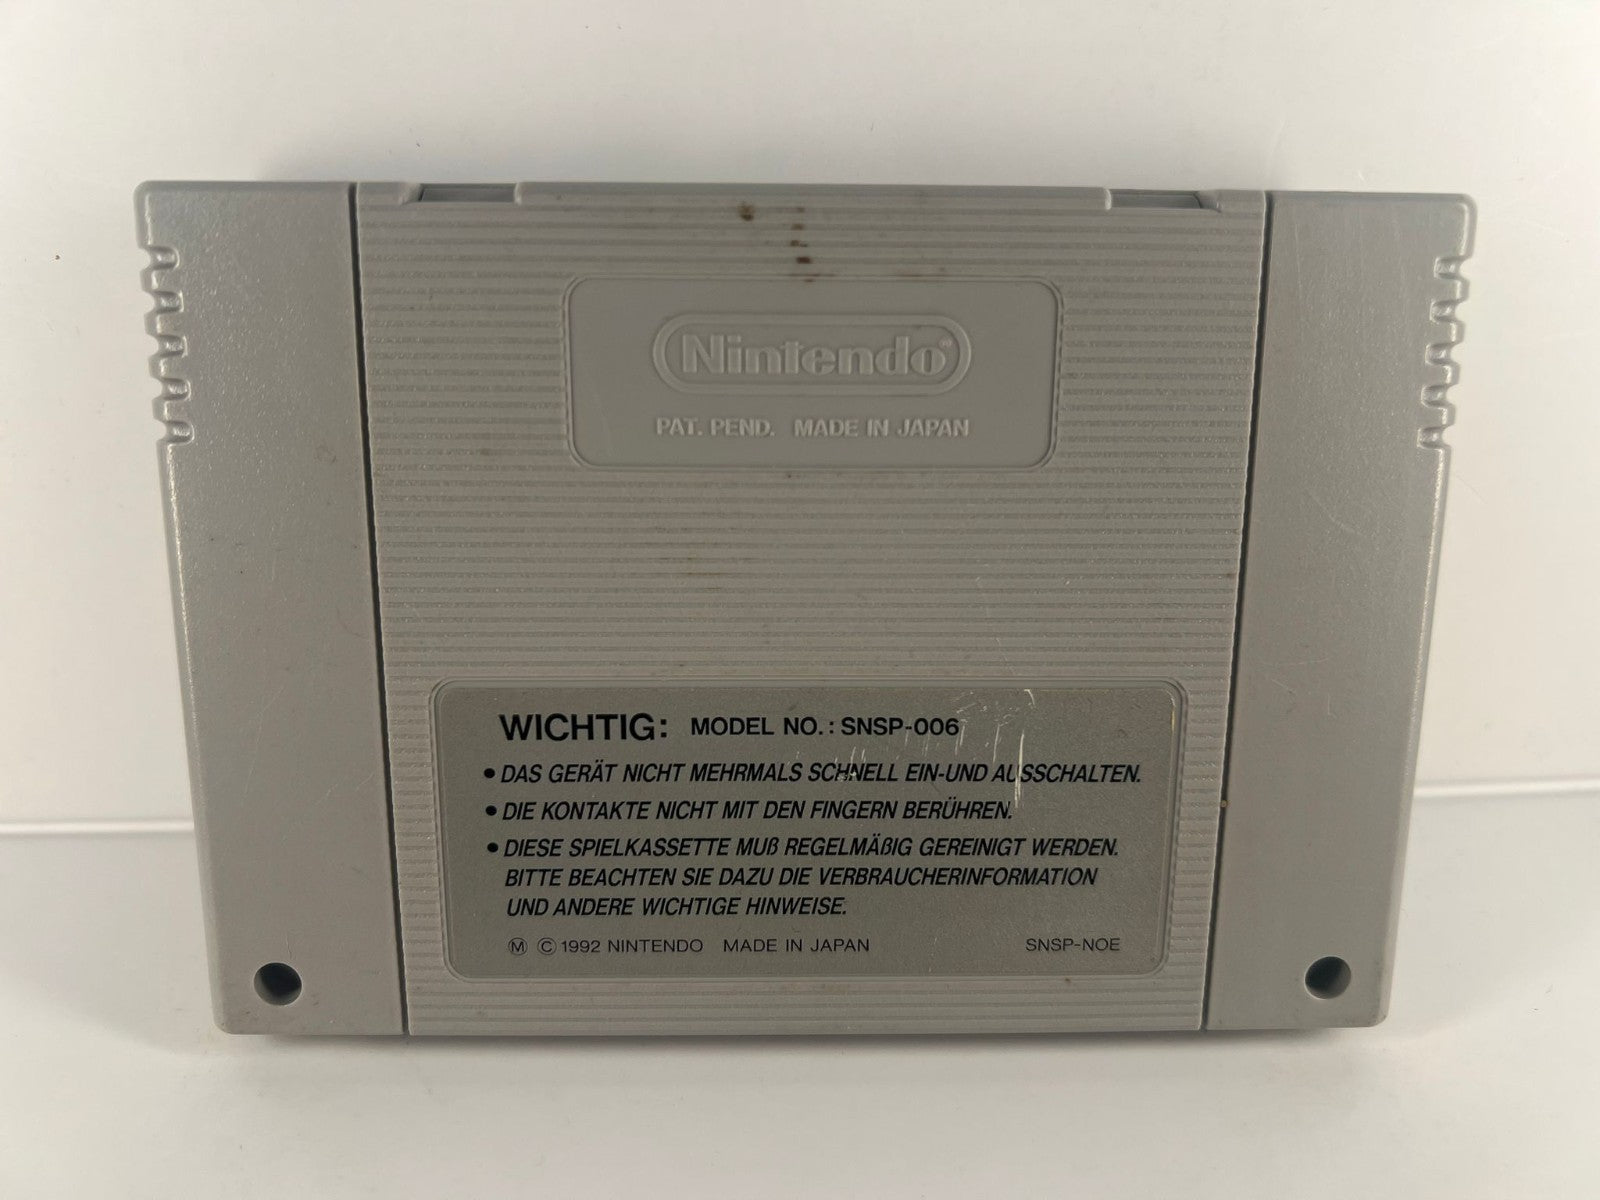 Nintendo®
PAT. PEND. MADE IN JAPAN
WICHTIG: MODEL NO.: SNSP-006
• DAS GERÄT NICHT MEHRMALS SCHNELL EIN-UND AUSSCHALTEN.
• DIE KONTAKTE NICHT MIT DEN FINGERN BERÜHREN.
• DIESE SPIELKASSETTE MUß REGELMÄßIG GEREINIGT WERDEN.
BITTE BEACHTEN SIE DAZU DIE VERBRAUCHERINFORMATION
UND ANDERE WICHTIGE HINWEISE.
Ⓜ © 1992 NINTENDO MADE IN JAPAN SNSP-NOE